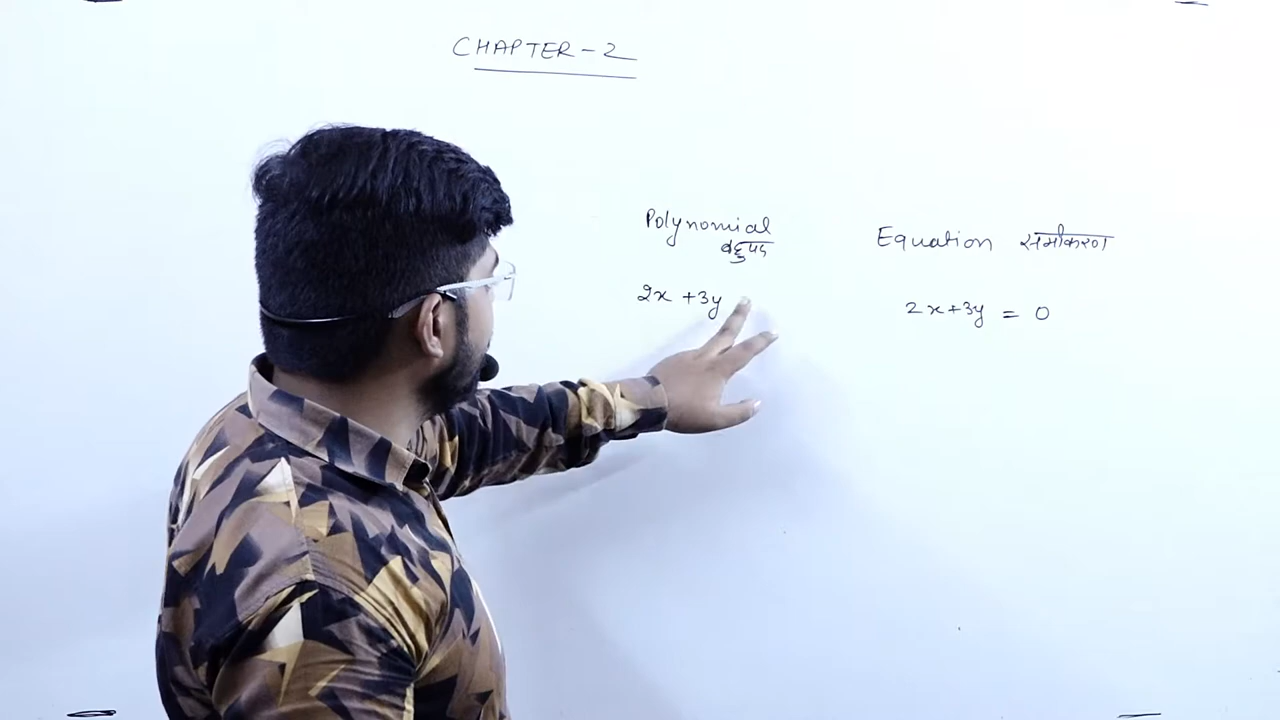 CHAPTER-2
Polynomial
बहुपद
Equation समीकरण
2x + 3y
2x + 3y = 0